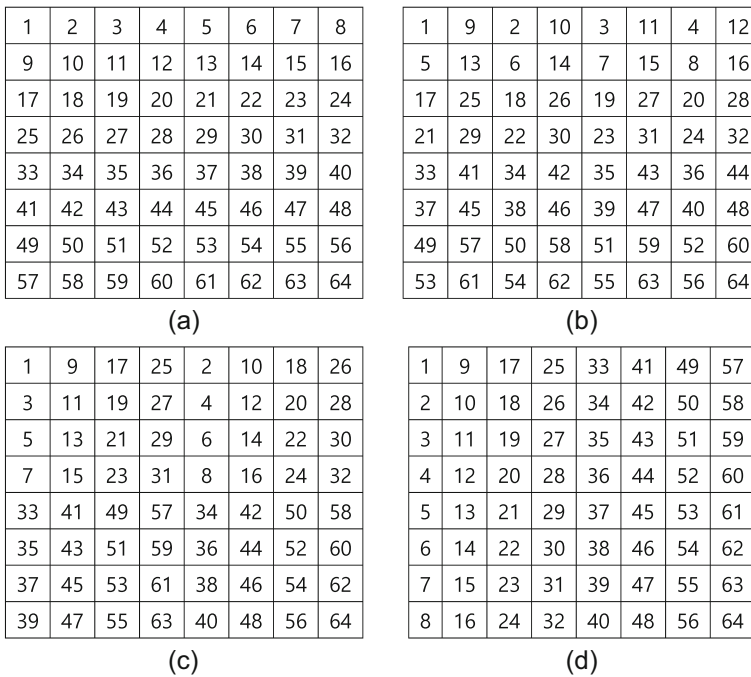 1 2 3 4 5 6 7 8
9 10 11 12 13 14 15 16
17 18 19 20 21 22 23 24
25 26 27 28 29 30 31 32
33 34 35 36 37 38 39 40
41 42 43 44 45 46 47 48
49 50 51 52 53 54 55 56
57 58 59 60 61 62 63 64
(a)
1 9 2 10 3 11 4 12
5 13 6 14 7 15 8 16
17 25 18 26 19 27 20 28
21 29 22 30 23 31 24 32
33 41 34 42 35 43 36 44
37 45 38 46 39 47 40 48
49 57 50 58 51 59 52 60
53 61 54 62 55 63 56 64
(b)
1 9 17 25 2 10 18 26
3 11 19 27 4 12 20 28
5 13 21 29 6 14 22 30
7 15 23 31 8 16 24 32
33 41 49 57 34 42 50 58
35 43 51 59 36 44 52 60
37 45 53 61 38 46 54 62
39 47 55 63 40 48 56 64
(c)
1 9 17 25 33 41 49 57
2 10 18 26 34 42 50 58
3 11 19 27 35 43 51 59
4 12 20 28 36 44 52 60
5 13 21 29 37 45 53 61
6 14 22 30 38 46 54 62
7 15 23 31 39 47 55 63
8 16 24 32 40 48 56 64
(d)